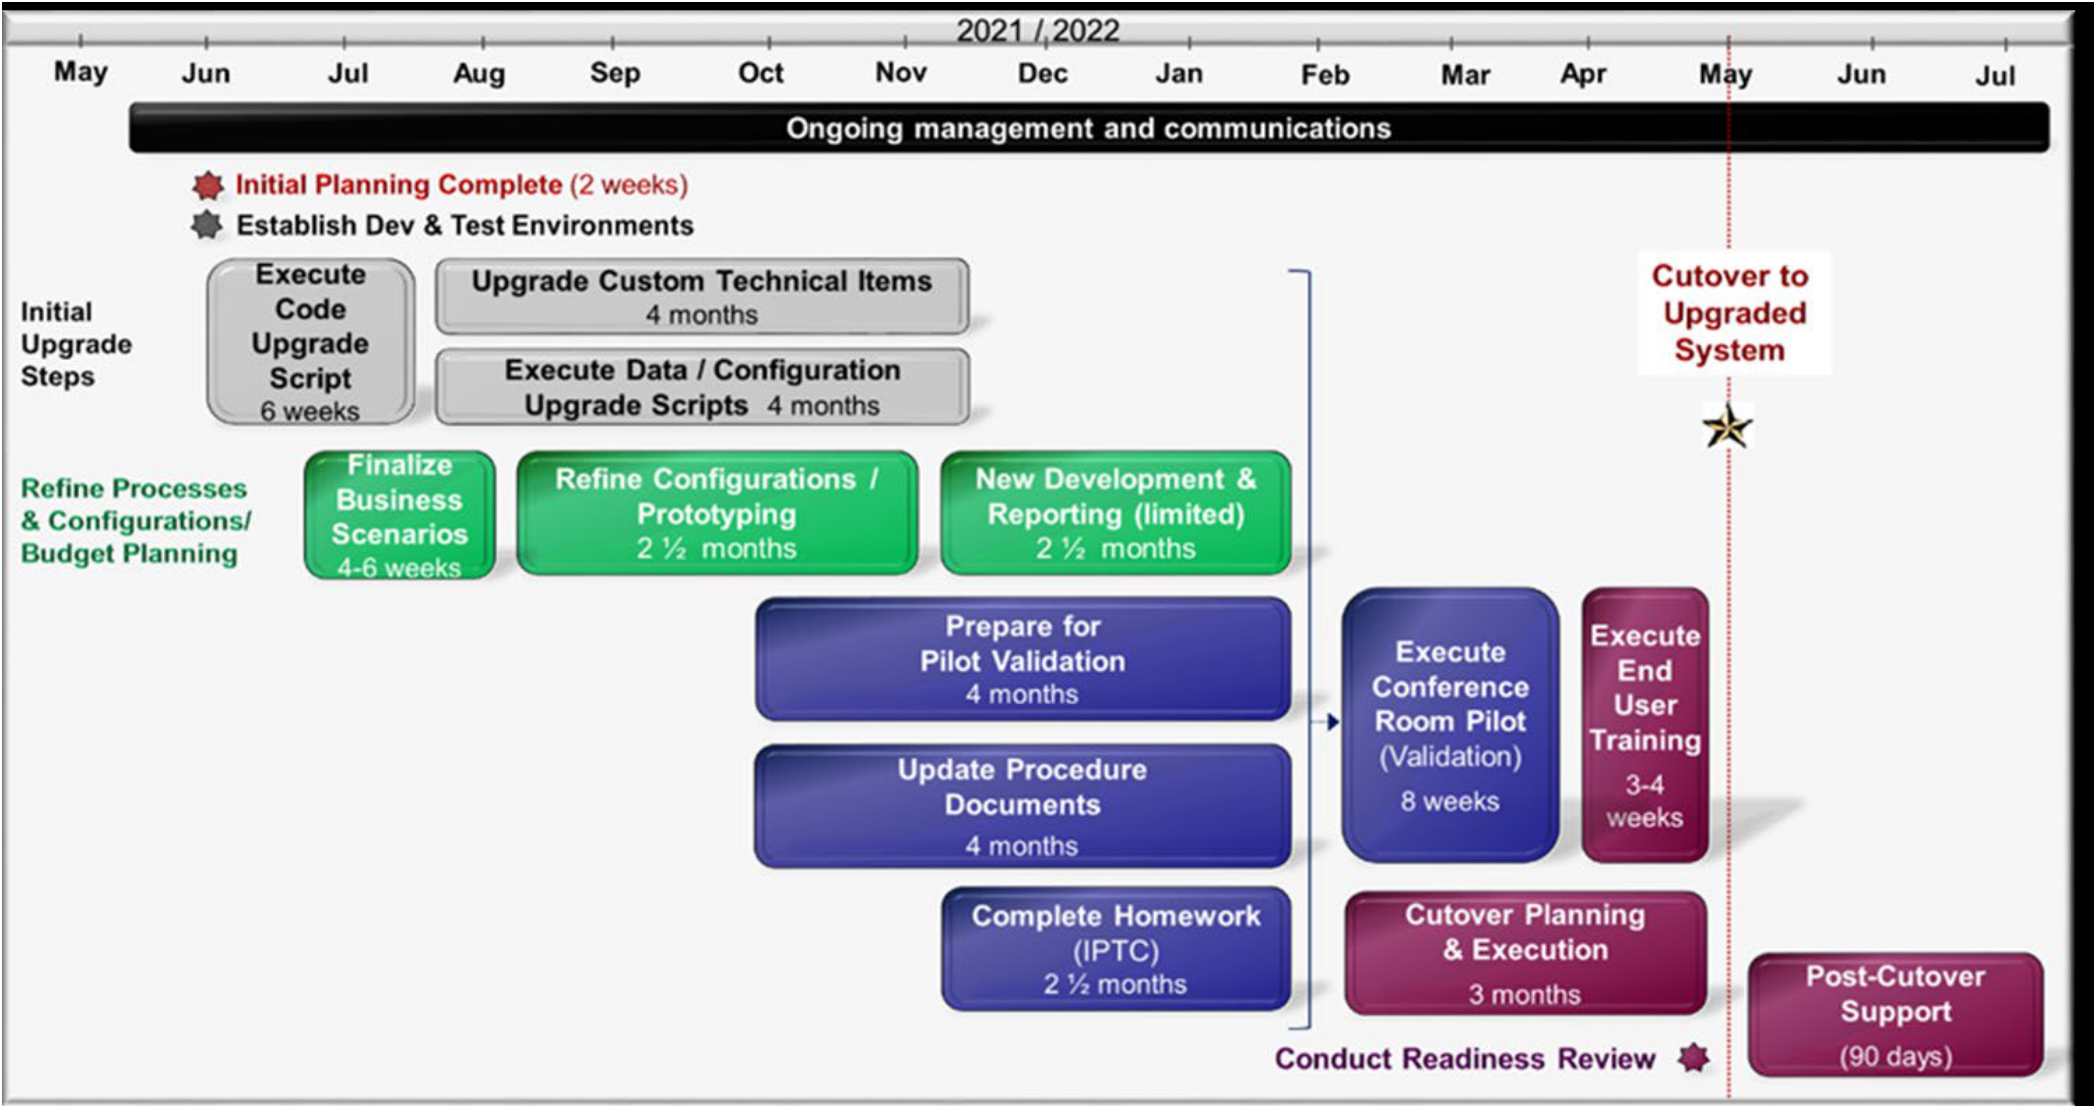 2021 / 2022
May Jun Jul Aug Sep Oct Nov Dec Jan Feb Mar Apr May Jun Jul
Ongoing management and communications
Initial Planning Complete (2 weeks)
Establish Dev & Test Environments
Initial
Upgrade
Steps
Execute
Code
Upgrade
Script
6 weeks
Upgrade Custom Technical Items
4 months
Execute Data / Configuration
Upgrade Scripts 4 months
Cutover to
Upgraded
System
Refine Processes
& Configurations/
Budget Planning
Finalize
Business
Scenarios
4-6 weeks
Refine Configurations /
Prototyping
2 ½ months
New Development &
Reporting (limited)
2 ½ months
Prepare for
Pilot Validation
4 months
Update Procedure
Documents
4 months
Complete Homework
(IPTC)
2 ½ months
Execute
Conference
Room Pilot
(Validation)
8 weeks
Execute
End
User
Training
3-4
weeks
Cutover Planning
& Execution
3 months
Conduct Readiness Review
Post-Cutover
Support
(90 days)